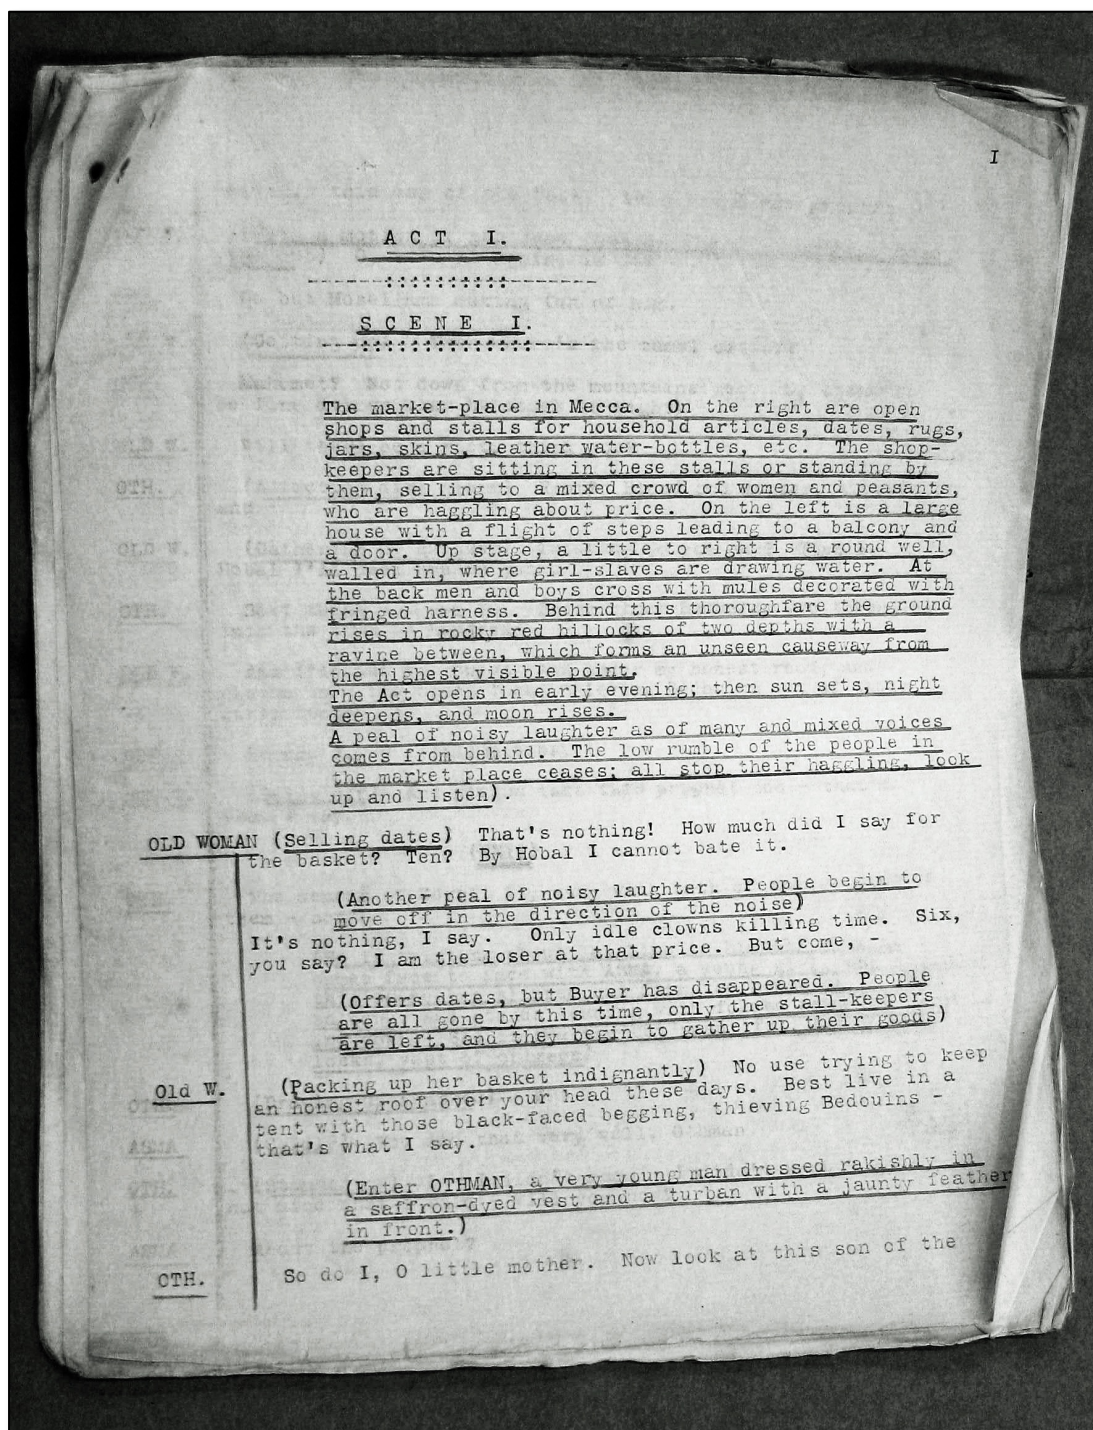 I
ACT I.
SCENE I.
The market-place in Mecca. On the right are open
shops and stalls for household articles, dates, rugs,
jars, skins, leather water-bottles, etc. The shop-
keepers are sitting in these stalls or standing by
them, selling to a mixed crowd of women and peasants,
who are haggling about price. On the left is a large
house with a flight of steps leading to a balcony and
a door. Up stage, a little to right is a round well,
walled in, where girl-slaves are drawing water. At
the back men and boys cross with mules decorated with
fringed harness. Behind this thoroughfare the ground
rises in rocky red hillocks of two depths with a
ravine between, which forms an unseen causeway from
the highest visible point.
The Act opens in early evening; then sun sets, night
deepens, and moon rises.
A peal of noisy laughter as of many and mixed voices
comes from behind. The low rumble of the people in
the market place ceases; all stop their haggling, look
up and listen).
OLD WOMAN (Selling dates) That's nothing! How much did I say for
the basket? Ten? By Hobal I cannot bate it.
(Another peal of noisy laughter. People begin to
move off in the direction of the noise)
It's nothing, I say. Only idle clowns killing time. Six,
you say? I am the loser at that price. But come, -
(Offers dates, but Buyer has disappeared. People
are all gone by this time, only the stall-keepers
are left, and they begin to gather up their goods)
Old W. (Packing up her basket indignantly) No use trying to keep
an honest roof over your head these days. Best live in a
tent with those black-faced begging, thieving Bedouins -
that's what I say.
(Enter OTHMAN, a very young man dressed rakishly in
a saffron-dyed vest and a turban with a jaunty feather
in front.)
OTH. So do I, O little mother. Now look at this son of the